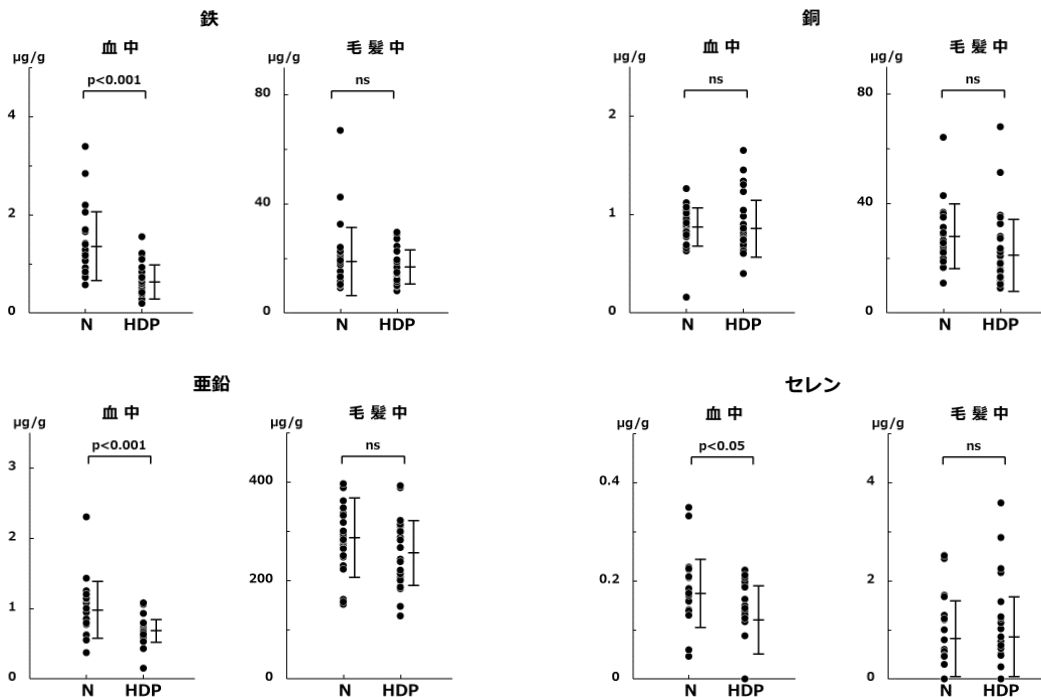 鉄
血 中
μg/g
p<0.001
4
2
0
N HDP
毛 髪 中
μg/g
ns
80
40
0
N HDP
銅
血 中
μg/g
ns
2
1
0
N HDP
毛 髪 中
μg/g
ns
80
40
0
N HDP
亜鉛
血 中
μg/g
p<0.001
3
2
1
0
N HDP
毛 髪 中
μg/g
ns
400
200
0
N HDP
セレン
血 中
μg/g
p<0.05
0.4
0.2
0
N HDP
毛 髪 中
μg/g
ns
4
2
0
N HDP